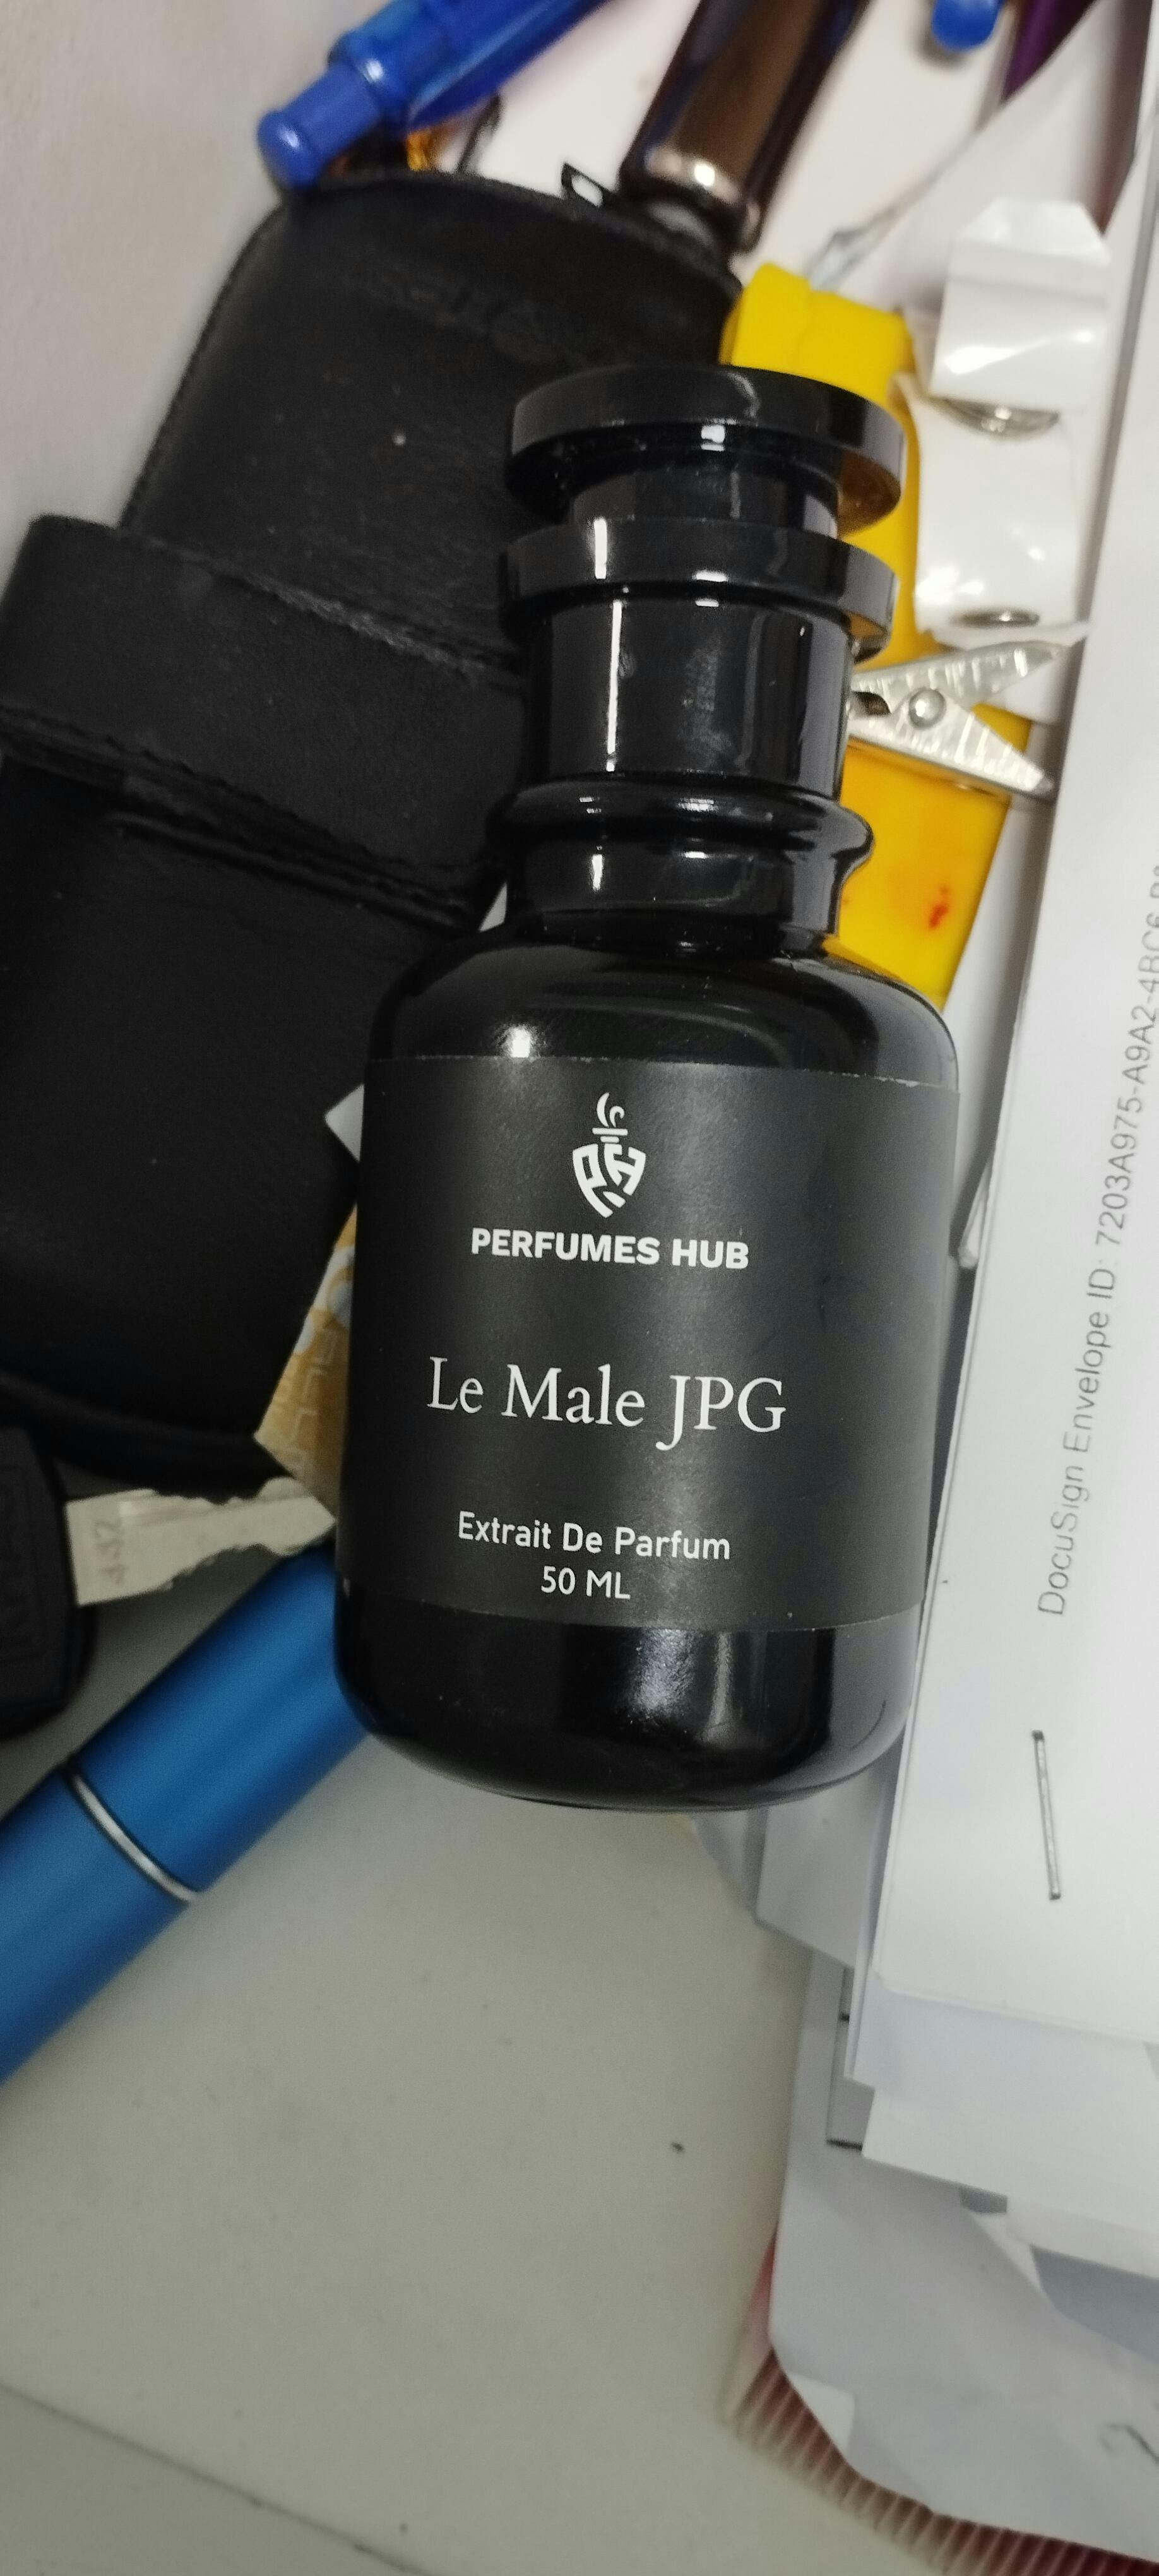 PERFUMES HUB
Le Male JPG
Extrait De Parfum
50 ML
DocuSign Envelope ID: 7203A975-A9A2-4BC6